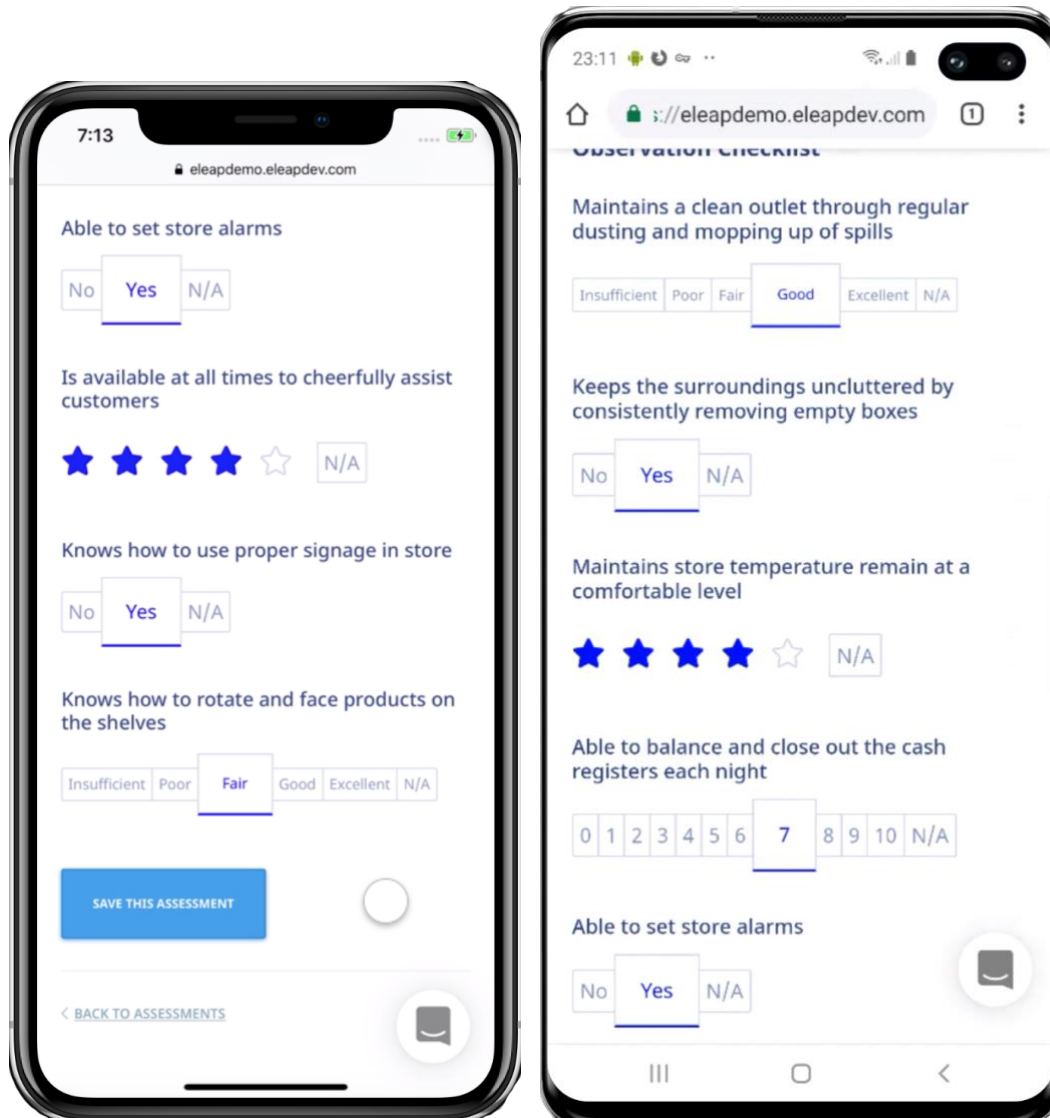 7:13
eleapdemo.eleapdev.com
Able to set store alarms
No Yes N/A
Is available at all times to cheerfully assist
customers
N/A
Knows how to use proper signage in store
No Yes N/A
Knows how to rotate and face products on
the shelves
Insufficient Poor Fair Good Excellent N/A
SAVE THIS ASSESSMENT
< BACK TO ASSESSMENTS
23:11
://eleapdemo.eleapdev.com 1
Observation Checklist
Maintains a clean outlet through regular
dusting and mopping up of spills
Insufficient Poor Fair Good Excellent N/A
Keeps the surroundings uncluttered by
consistently removing empty boxes
No Yes N/A
Maintains store temperature remain at a
comfortable level
N/A
Able to balance and close out the cash
registers each night
0 1 2 3 4 5 6 7 8 9 10 N/A
Able to set store alarms
No Yes N/A